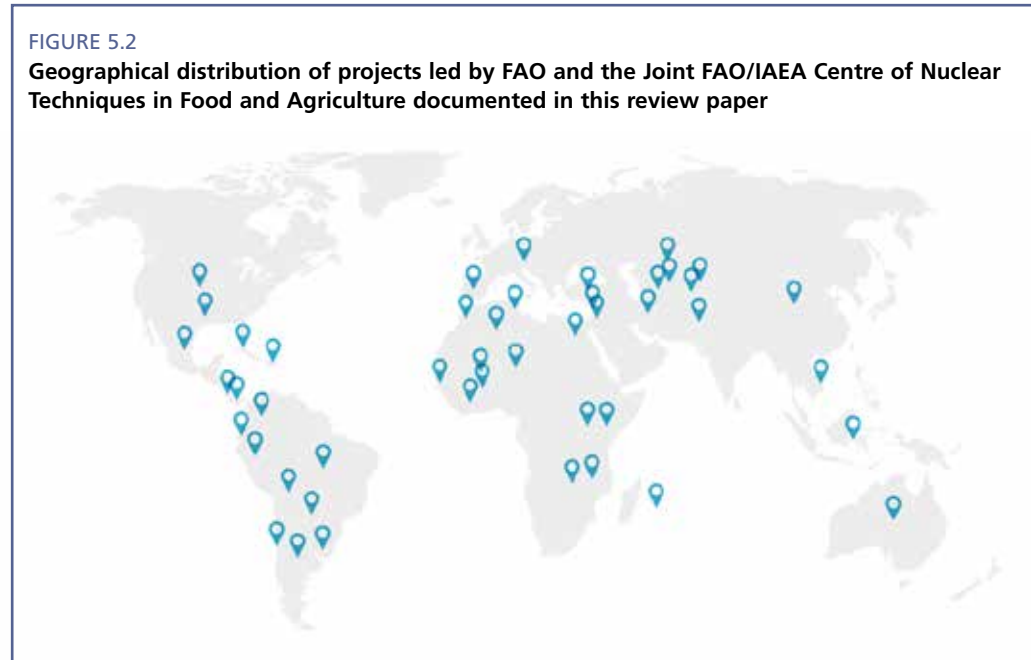 FIGURE 5.2
Geographical distribution of projects led by FAO and the Joint FAO/IAEA Centre of Nuclear
Techniques in Food and Agriculture documented in this review paper